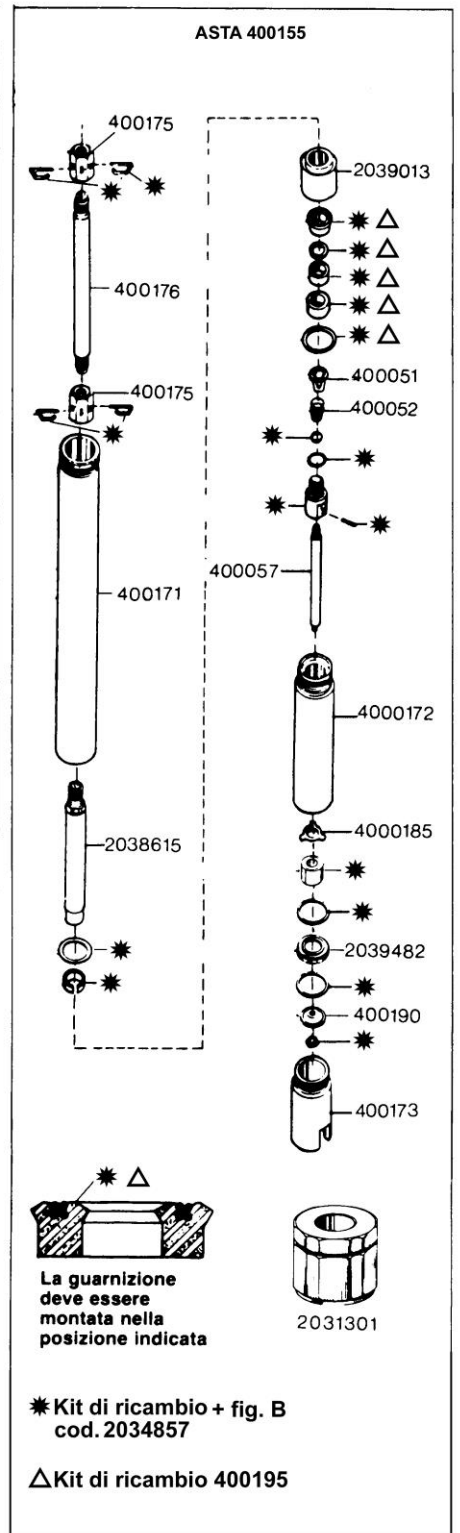 ASTA 400155
400175
400176
400175
400171
2038615
2039013
400051
400052
400057
4000172
4000185
2039482
400190
400173
La guarnizione
deve essere
montata nella
posizione indicata
2031301
Kit di ricambio + fig. B
cod. 2034857
Kit di ricambio 400195